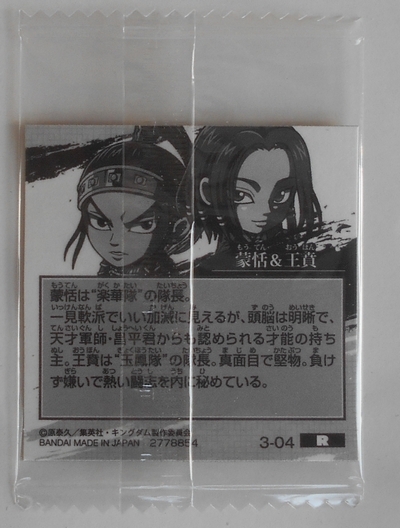 蒙恬&王賁
蒙恬は“楽華隊”の隊長。
一見軟派でいい加減に見えるが、頭脳は明晰で、
天才軍師・昌平君からも認められる才能の持ち
主。王賁は“玉鳳隊”の隊長。真面目で堅物。負け
ず嫌いで熱い闘志を内に秘めている。
©原泰久/集英社・キングダム製作委員会
BANDAI MADE IN JAPAN 2778854
3-04 R